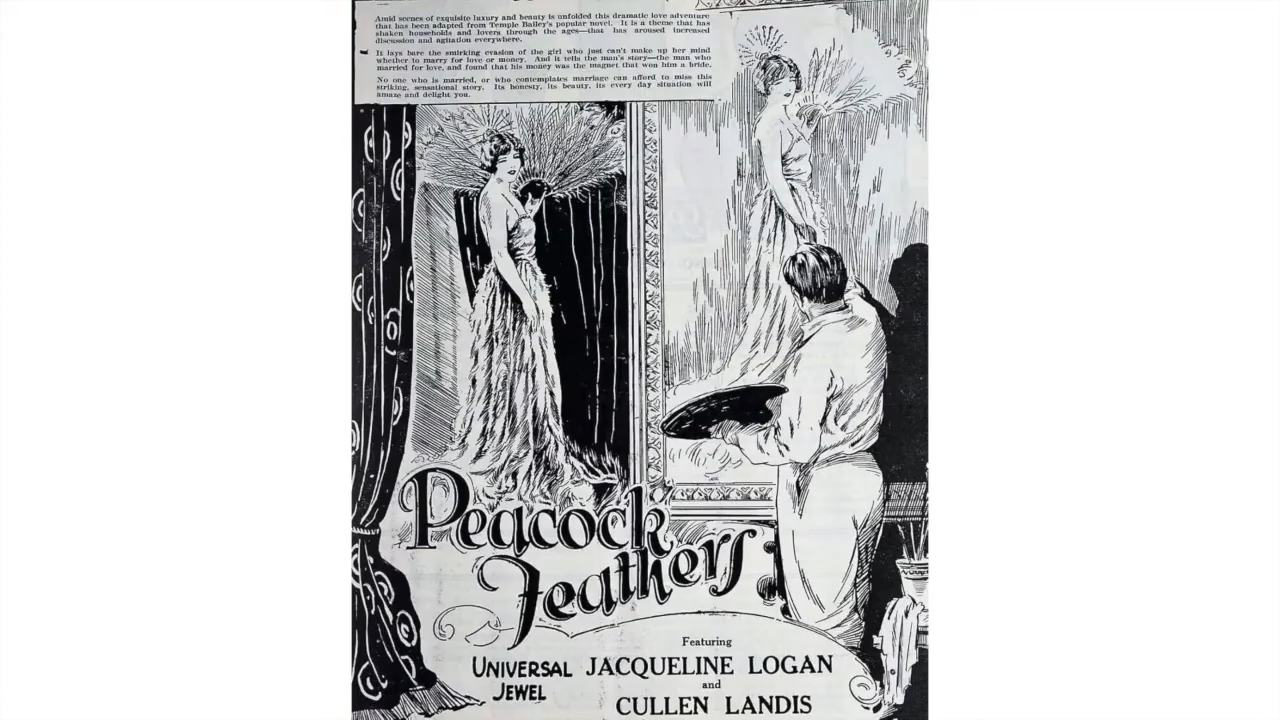 Amid scenes of exquisite luxury and beauty is unfolded this dramatic love adventure
that has been adapted from Temple Bailey's popular novel. It is a theme that has
shaken households and lovers through the ages—that has aroused increased
discussion and agitation everywhere.
It lays bare the smirking evasion of the girl who just can't make up her mind
whether to marry for love or money. And it tells the man's story—the man who
married for love, and found that his money was the magnet that won him a bride.
No one who is married, or who contemplates marriage can afford to miss this
striking, sensational story. Its honesty, its beauty, its every day situation will
amaze and delight you.
Peacock
Feathers
Featuring
UNIVERSAL JACQUELINE LOGAN
JEWEL and
CULLEN LANDIS